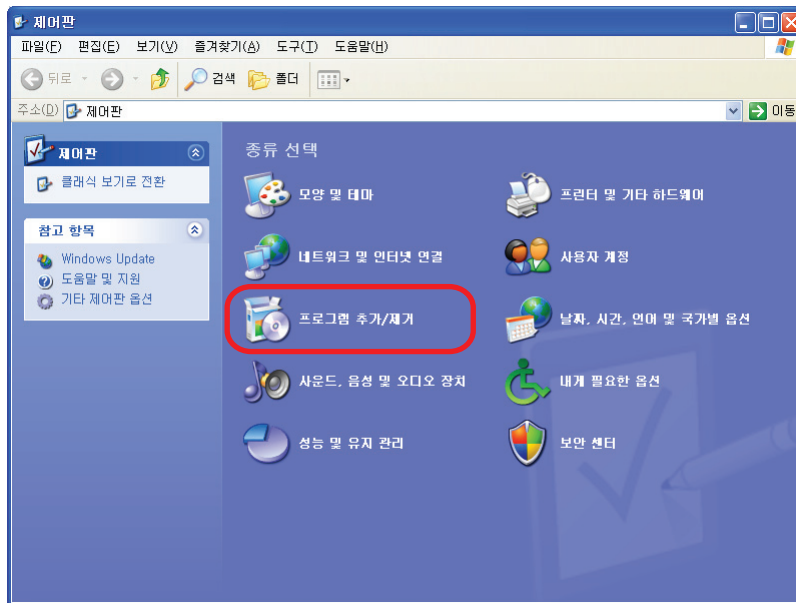 제어판
파일(F) 편집(E) 보기(V) 즐겨찾기(A) 도구(T) 도움말(H)
뒤로 검색 폴더
주소(D) 제어판 이동
제어판
클래식 보기로 전환
참고 항목
Windows Update
도움말 및 지원
기타 제어판 옵션
종류 선택
모양 및 테마 프린터 및 기타 하드웨어
네트워크 및 인터넷 연결 사용자 계정
프로그램 추가/제거 날짜, 시간, 언어 및 국가별 옵션
사운드, 음성 및 오디오 장치 내게 필요한 옵션
성능 및 유지 관리 보안 센터